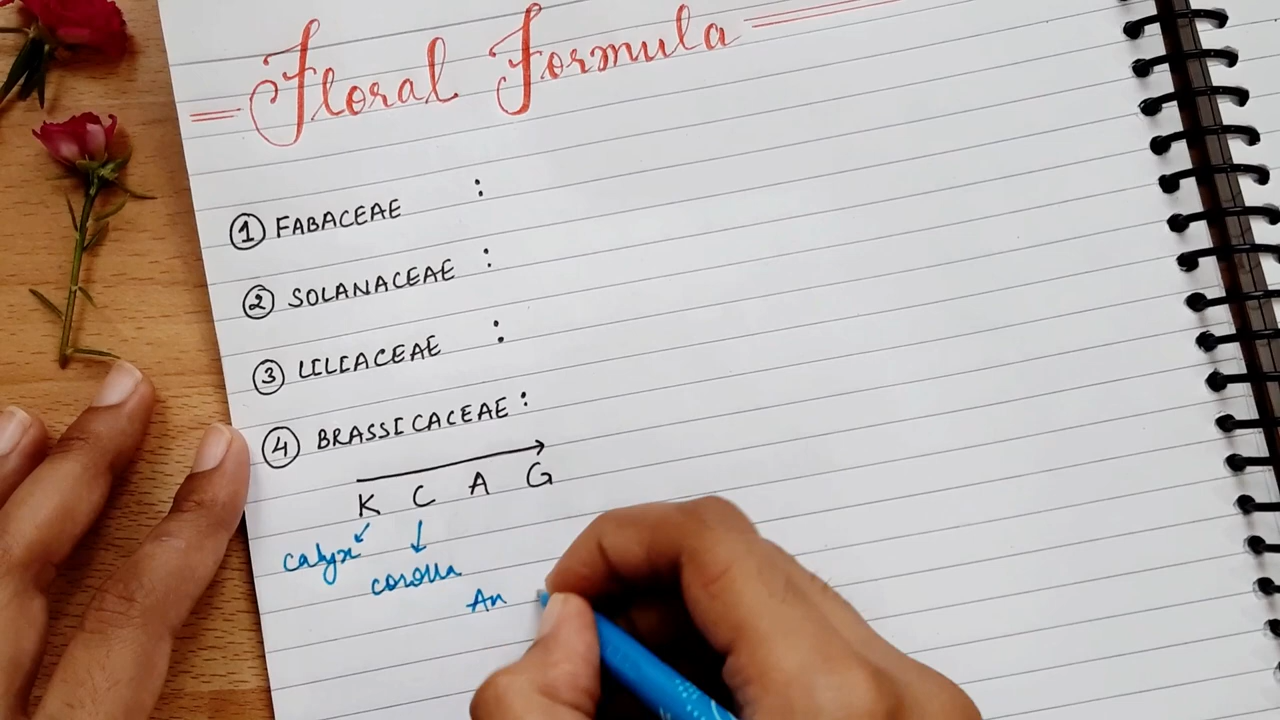 Floral Formula
① FABACEAE :
② SOLANACEAE :
③ LILIACEAE :
④ BRASSICACEAE :
K C A G
calyx
corolla
An